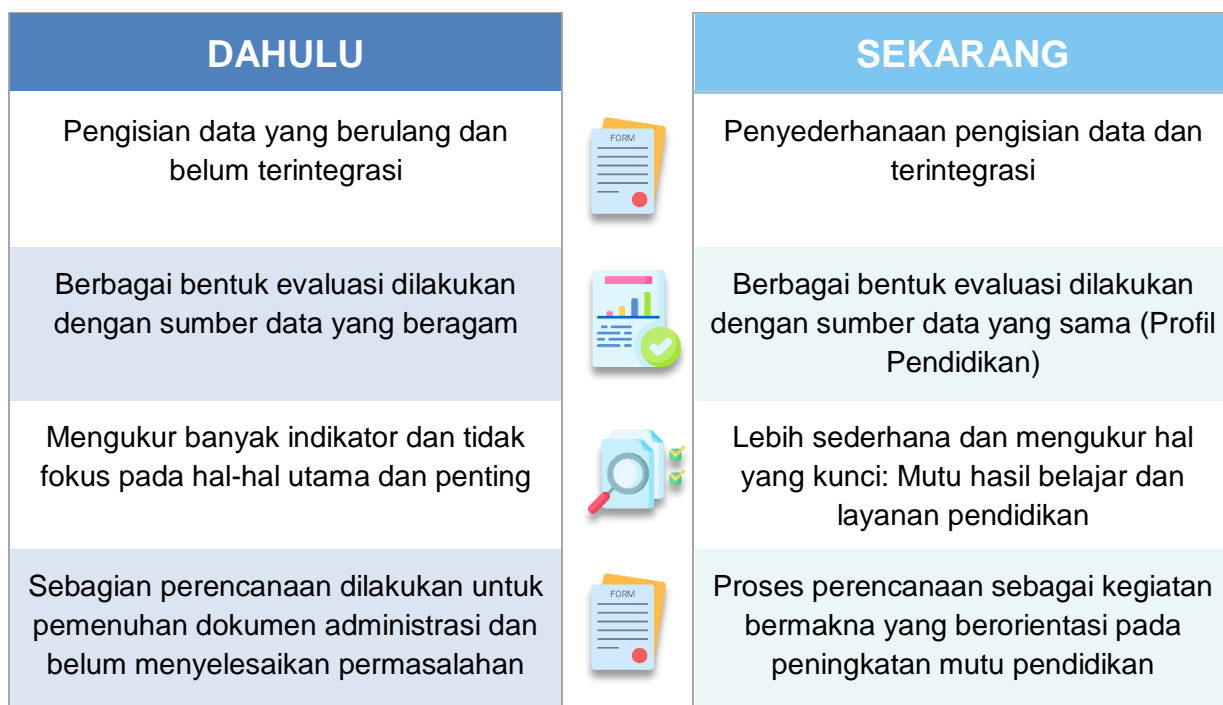 DAHULU
SEKARANG
Pengisian data yang berulang dan
belum terintegrasi
FORM
Penyederhanaan pengisian data dan
terintegrasi
Berbagai bentuk evaluasi dilakukan
dengan sumber data yang beragam
Berbagai bentuk evaluasi dilakukan
dengan sumber data yang sama (Profil
Pendidikan)
Mengukur banyak indikator dan tidak
fokus pada hal-hal utama dan penting
Lebih sederhana dan mengukur hal
yang kunci: Mutu hasil belajar dan
layanan pendidikan
Sebagian perencanaan dilakukan untuk
pemenuhan dokumen administrasi dan
belum menyelesaikan permasalahan
FORM
Proses perencanaan sebagai kegiatan
bermakna yang berorientasi pada
peningkatan mutu pendidikan